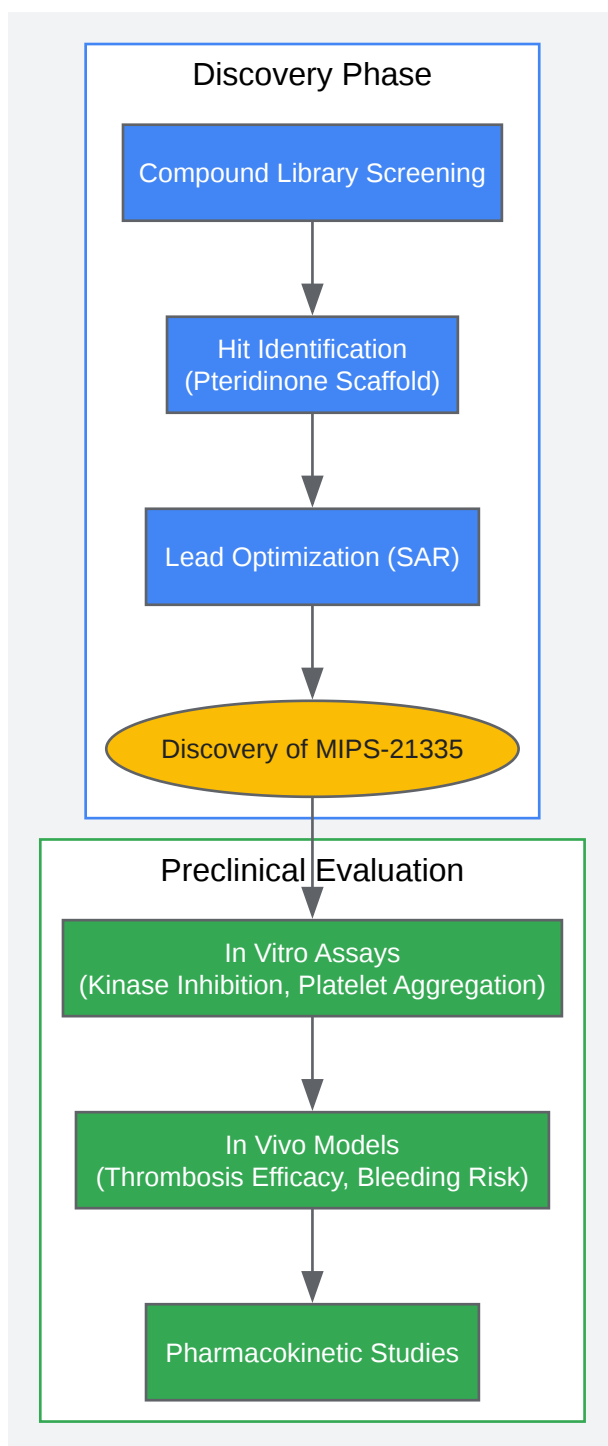 Discovery Phase
Compound Library Screening
Hit Identification
(Pteridinone Scaffold)
Lead Optimization (SAR)
Discovery of MIPS-21335
Preclinical Evaluation
In Vitro Assays
(Kinase Inhibition, Platelet Aggregation)
In Vivo Models
(Thrombosis Efficacy, Bleeding Risk)
Pharmacokinetic Studies